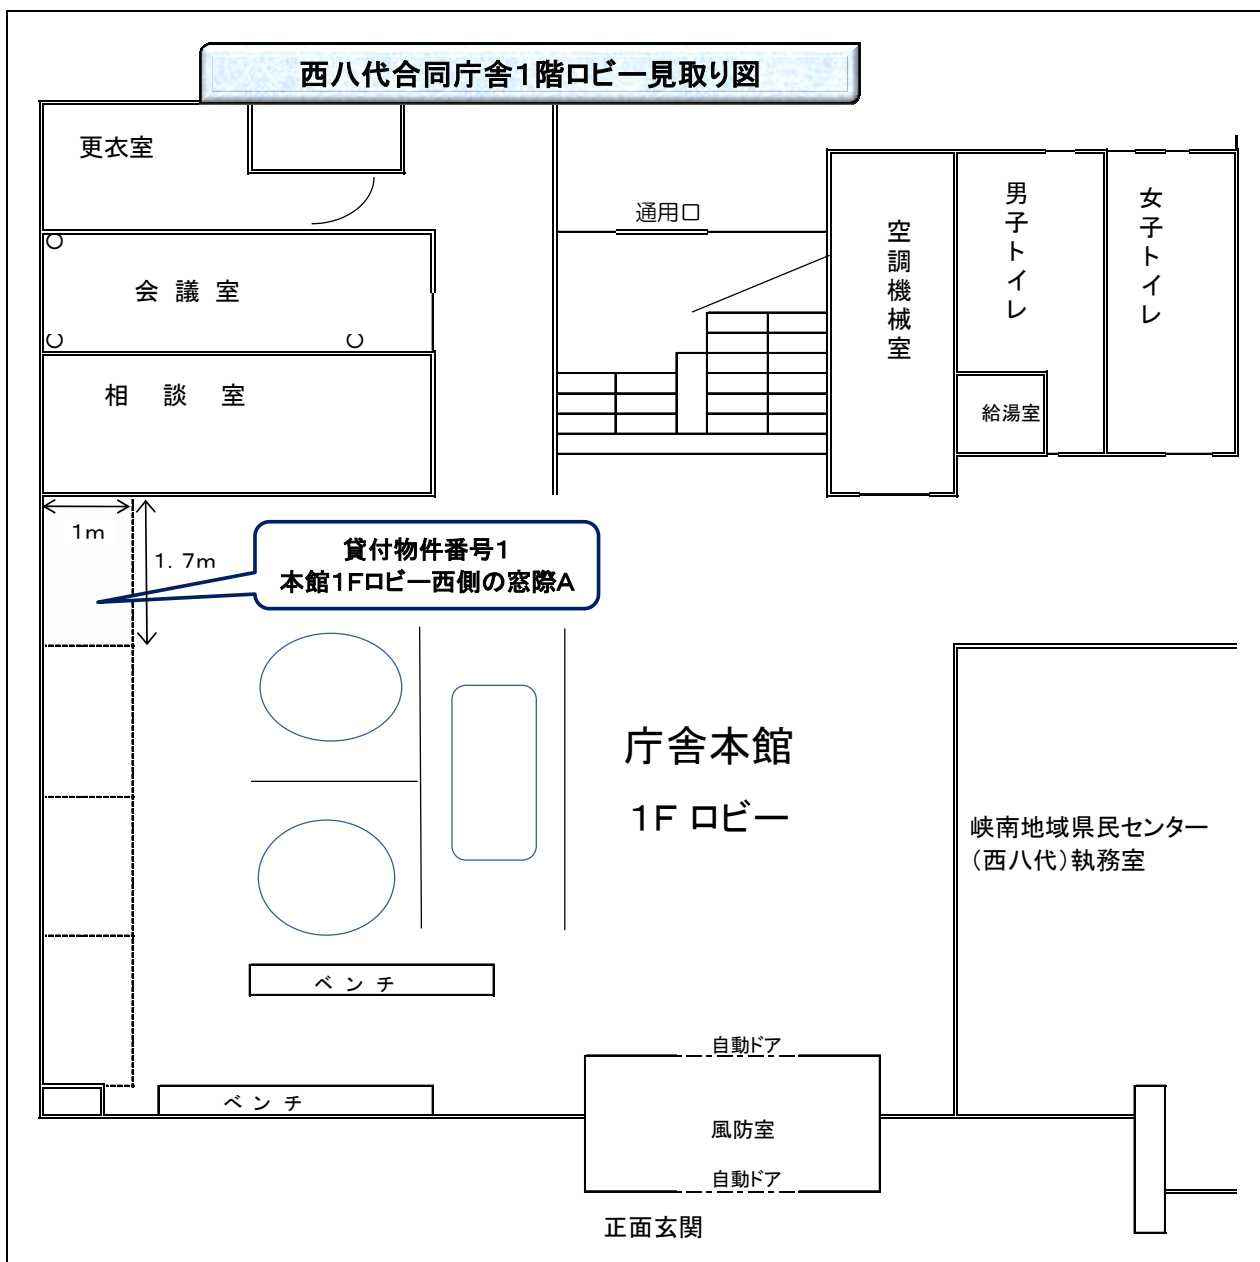 西八代合同庁舎1階ロビー見取り図
更衣室
通用口
男子トイレ
女子トイレ
空調機械室
会 議 室
相 談 室
給湯室
1m
1.7m
貸付物件番号1
本館1Fロビー西側の窓際A
庁舎本館
1F ロビー
峡南地域県民センター
(西八代)執務室
ベ ン チ
自動ドア
ベ ン チ
風防室
自動ドア
正面玄関